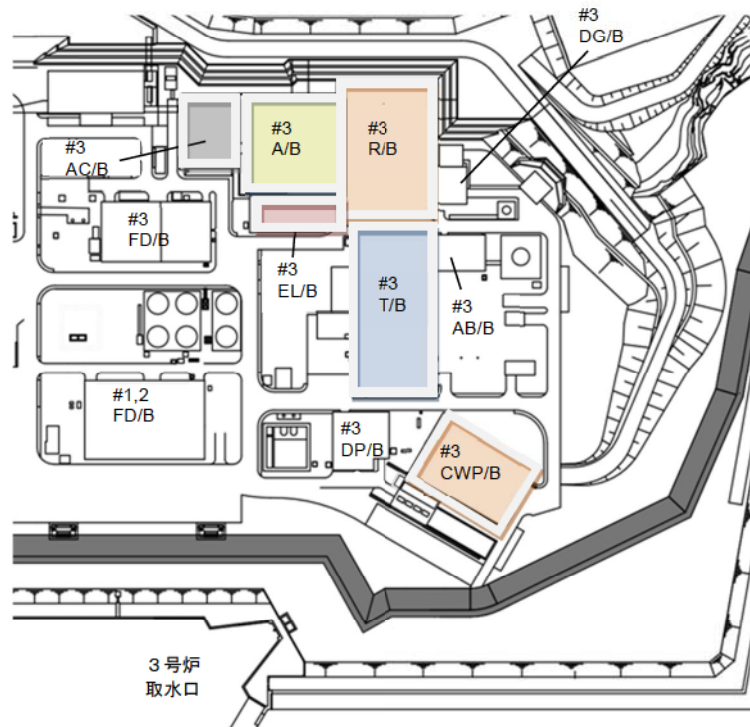 #3
DG/B
#3
A/B
#3
R/B
#3
AC/B
#3
FD/B
#3
EL/B
#3
T/B
#3
AB/B
#1,2
FD/B
#3
DP/B
#3
CWP/B
３号炉
取水口